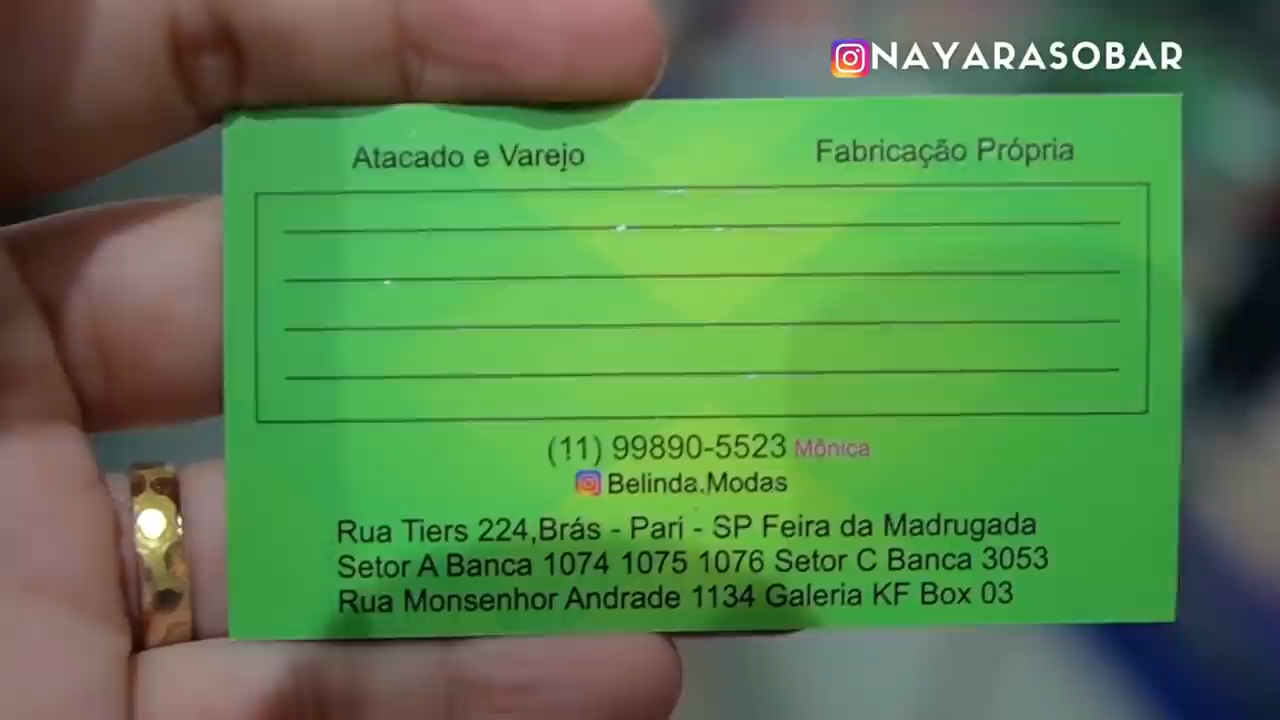 NAYARASOBAR
Atacado e Varejo
Fabricação Própria
(11) 99890-5523 Mônica
Belinda.Modas
Rua Tiers 224,Brás - Pari - SP Feira da Madrugada
Setor A Banca 1074 1075 1076 Setor C Banca 3053
Rua Monsenhor Andrade 1134 Galeria KF Box 03